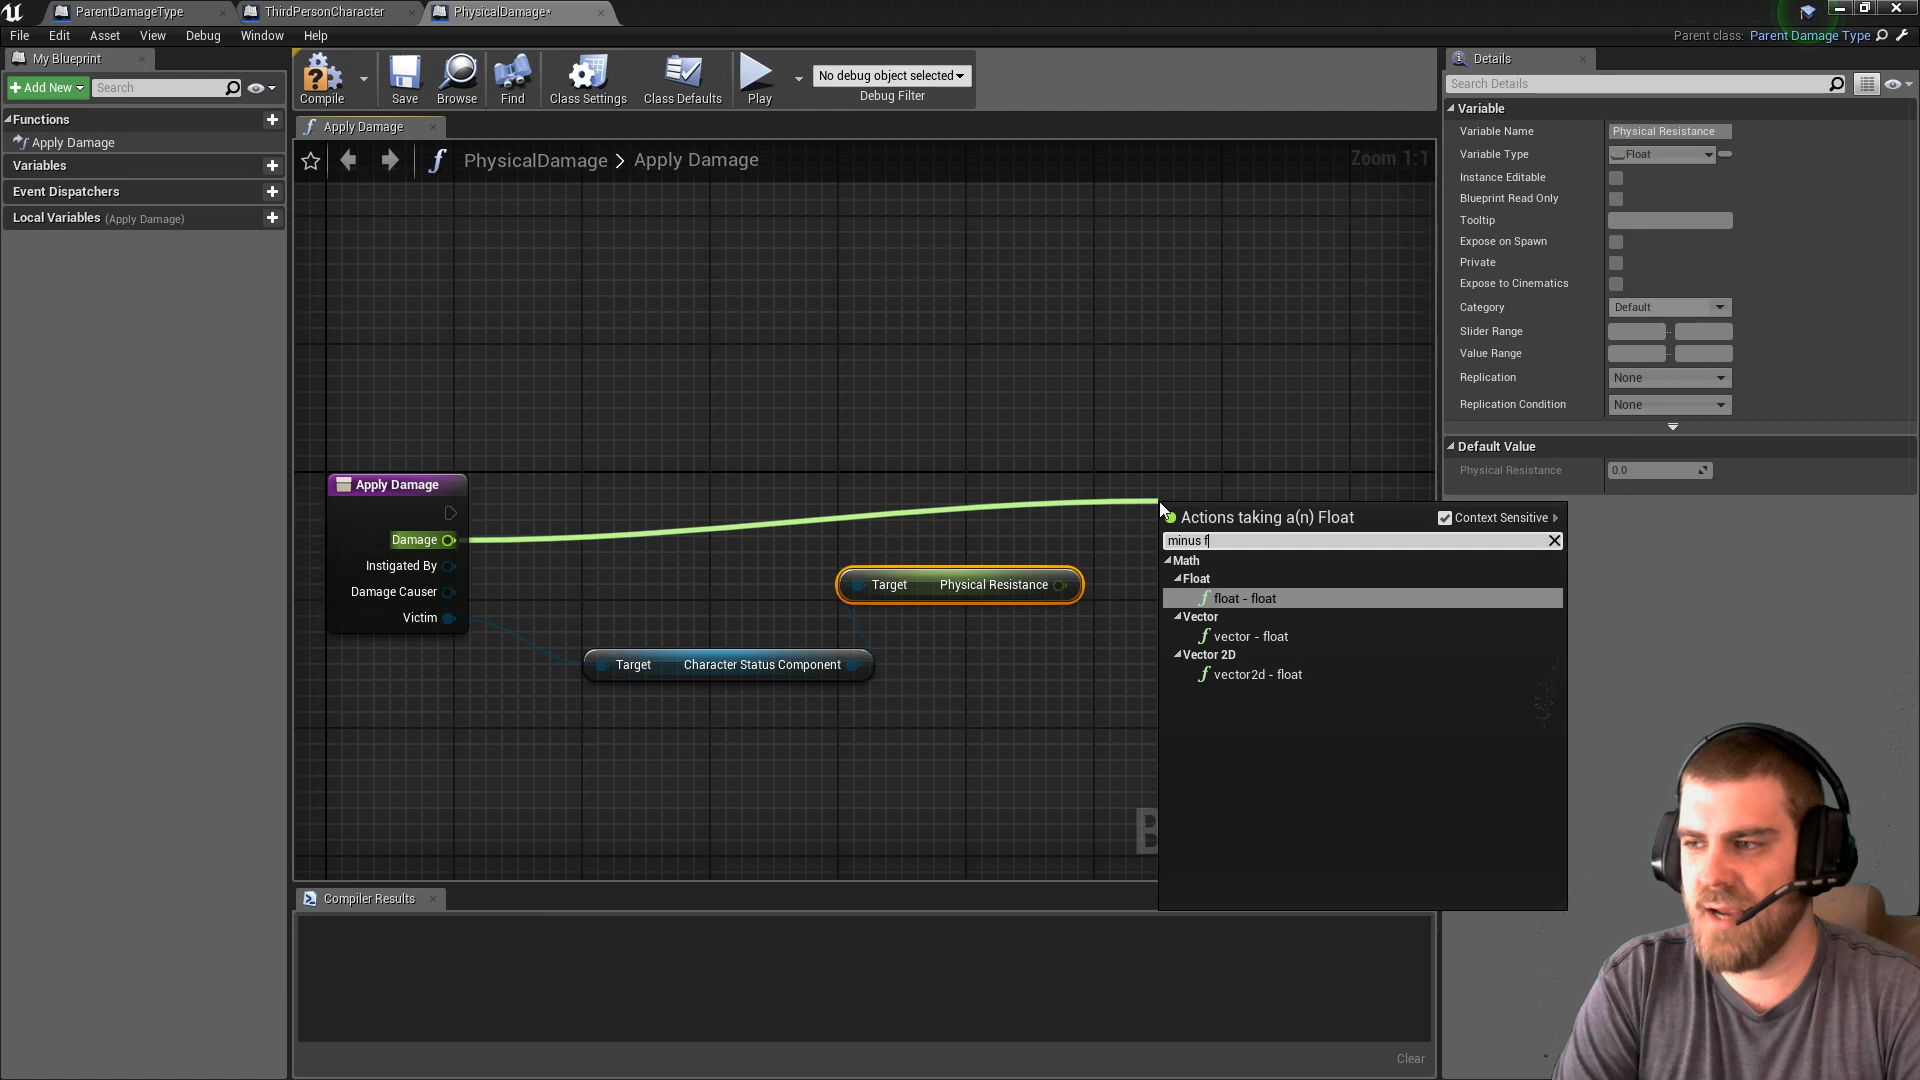 ParentDamageType
ThirdPersonCharacter
PhysicalDamage*
File Edit Asset View Debug Window Help
Parent class: Parent Damage Type
My Blueprint
Add New
Search
Functions
Apply Damage
Variables
Event Dispatchers
Local Variables (Apply Damage)
Compile
Save
Browse
Find
Class Settings
Class Defaults
Play
No debug object selected
Debug Filter
Apply Damage
PhysicalDamage > Apply Damage
Zoom 1:1
Apply Damage
Damage
Instigated By
Damage Causer
Victim
Target Physical Resistance
Target Character Status Component
B
Actions taking a(n) Float
Context Sensitive
minus f
Math
Float
float - float
Vector
vector - float
Vector 2D
vector2d - float
Compiler Results
Clear
Details
Search Details
Variable
Variable Name Physical Resistance
Variable Type Float
Instance Editable
Blueprint Read Only
Tooltip
Expose on Spawn
Private
Expose to Cinematics
Category Default
Slider Range ..
Value Range ..
Replication None
Replication Condition None
Default Value
Physical Resistance 0.0